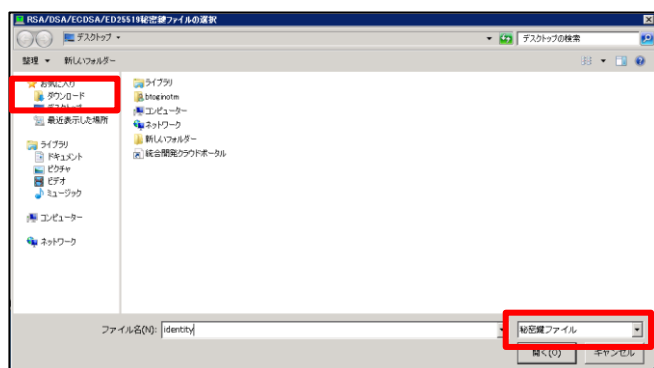 RSA/DSA/ECDSA/ED25519秘密鍵ファイルの選択
デスクトップ
デスクトップの検索
整理
新しいフォルダー
お気に入り
ダウンロード
デスクトップ
最近表示した場所
ライブラリ
ドキュメント
ピクチャ
ビデオ
ミュージック
コンピューター
ネットワーク
ライブラリ
コンピューター
ネットワーク
新しいフォルダー
統合開発クラウドポータル
ファイル名(N): identity
秘密鍵ファイル
開く(O)
キャンセル